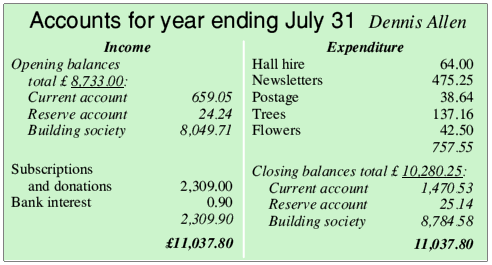 Accounts for year ending July 31 Dennis Allen
Income
Opening balances
total £ 8,733.00:
Current account 659.05
Reserve account 24.24
Building society 8,049.71
Subscriptions
and donations 2,309.00
Bank interest 0.90
2,309.90
£11,037.80
Expenditure
Hall hire 64.00
Newsletters 475.25
Postage 38.64
Trees 137.16
Flowers 42.50
757.55
Closing balances total £ 10,280.25:
Current account 1,470.53
Reserve account 25.14
Building society 8,784.58
11,037.80